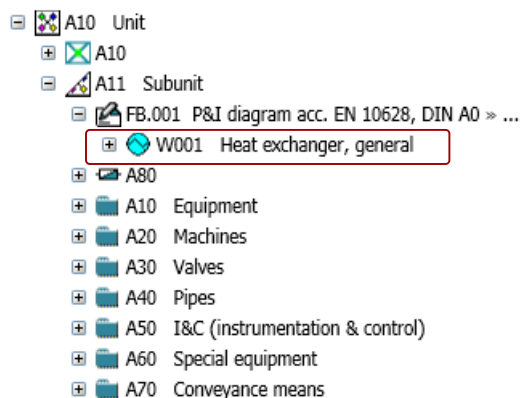 A10 Unit
A10
A11 Subunit
FB.001 P&I diagram acc. EN 10628, DIN A0 » ...
W001 Heat exchanger, general
A80
A10 Equipment
A20 Machines
A30 Valves
A40 Pipes
A50 I&C (instrumentation & control)
A60 Special equipment
A70 Conveyance means